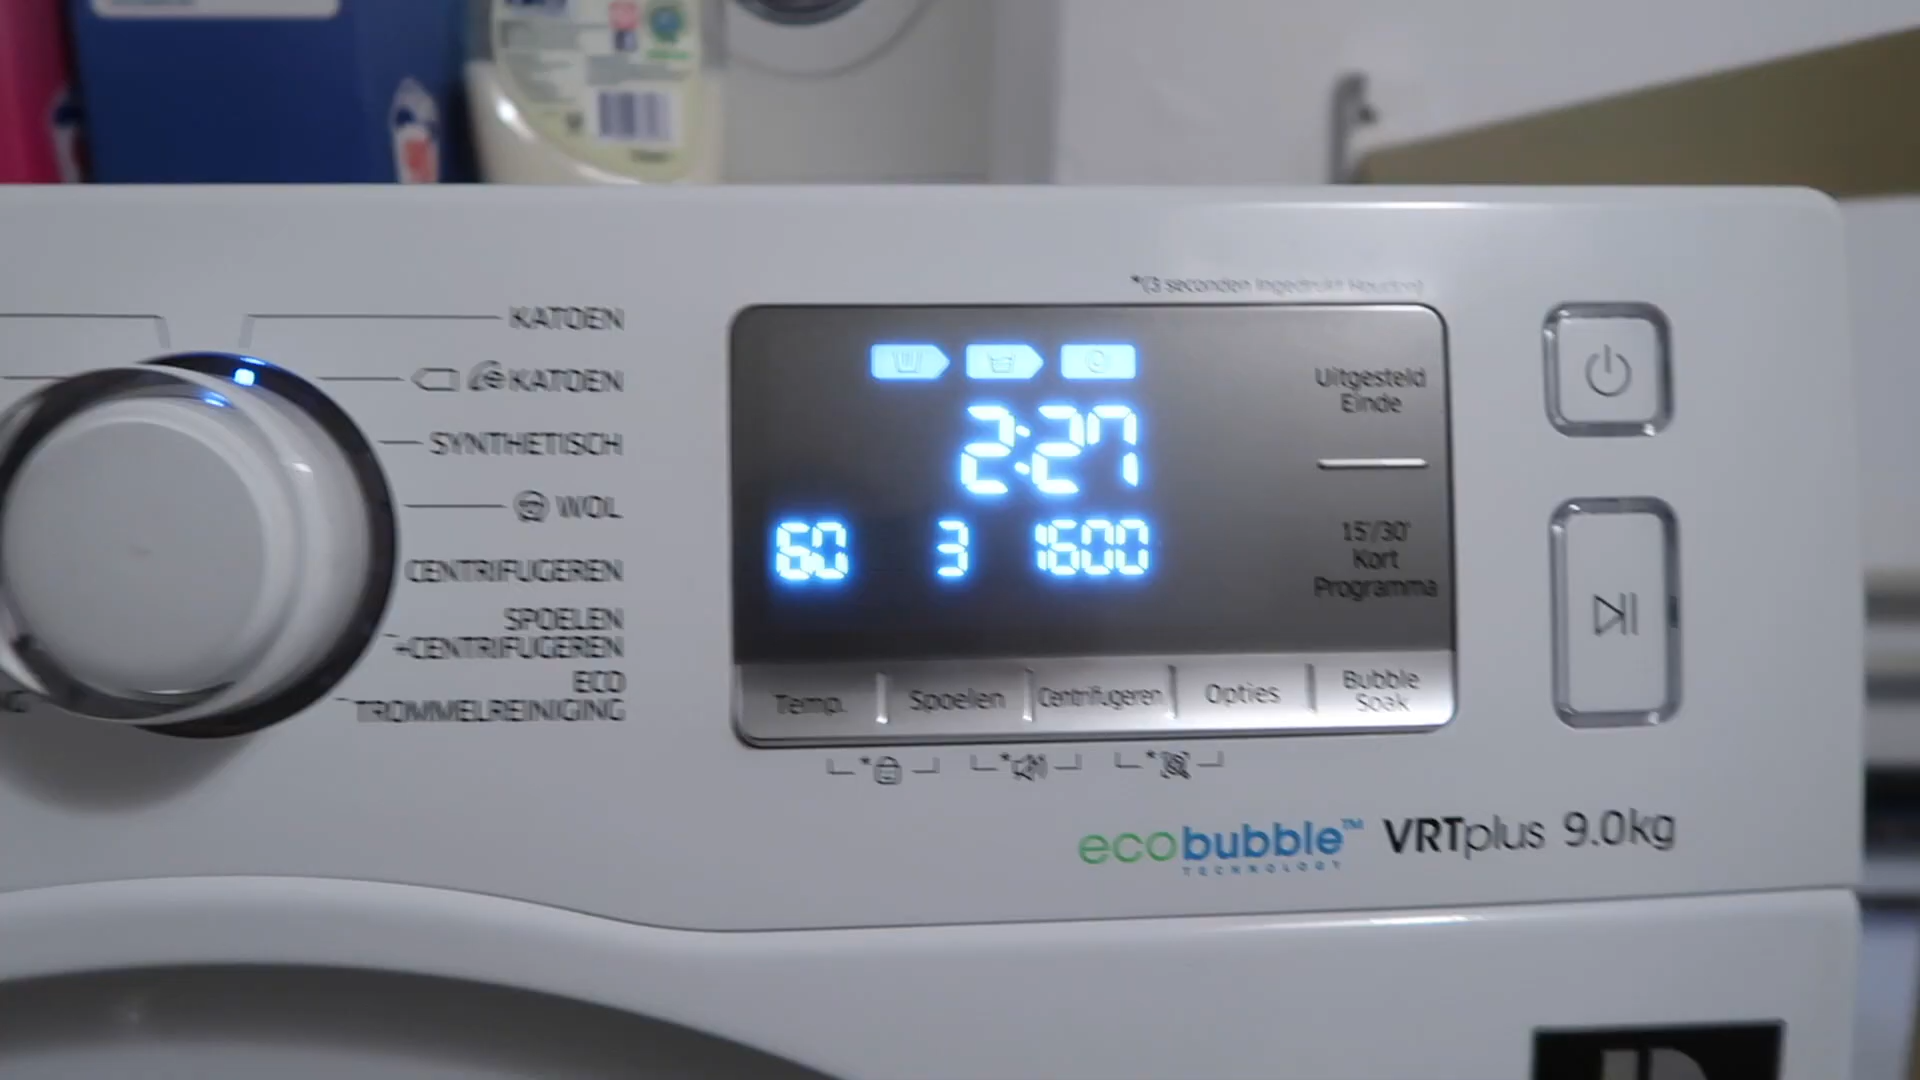 *(3 seconden Ingedrukt Houden)
KATOEN
KATOEN
SYNTHETISCH
WOL
CENTRIFUGEREN
SPOELEN
+CENTRIFUGEREN
ECO
TROMMELREINIGING
2:27
60 3 1600
Uitgesteld
Einde
15'/30'
Kort
Programma
Temp.
Spoelen
Centrifugeren
Opties
Bubble
Soak
ecobubble™ VRTplus 9.0kg
TECHNOLOGY